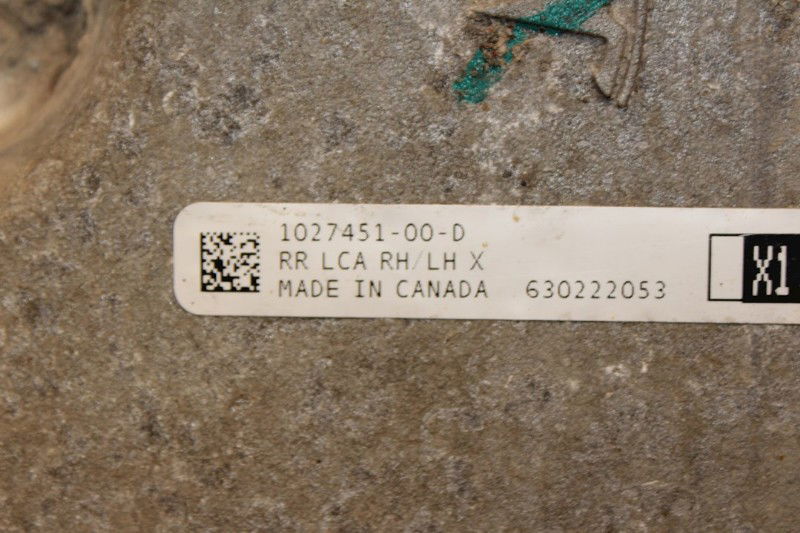 1027451-00-D
RR LCA RH/LH X
MADE IN CANADA 630222053
X1